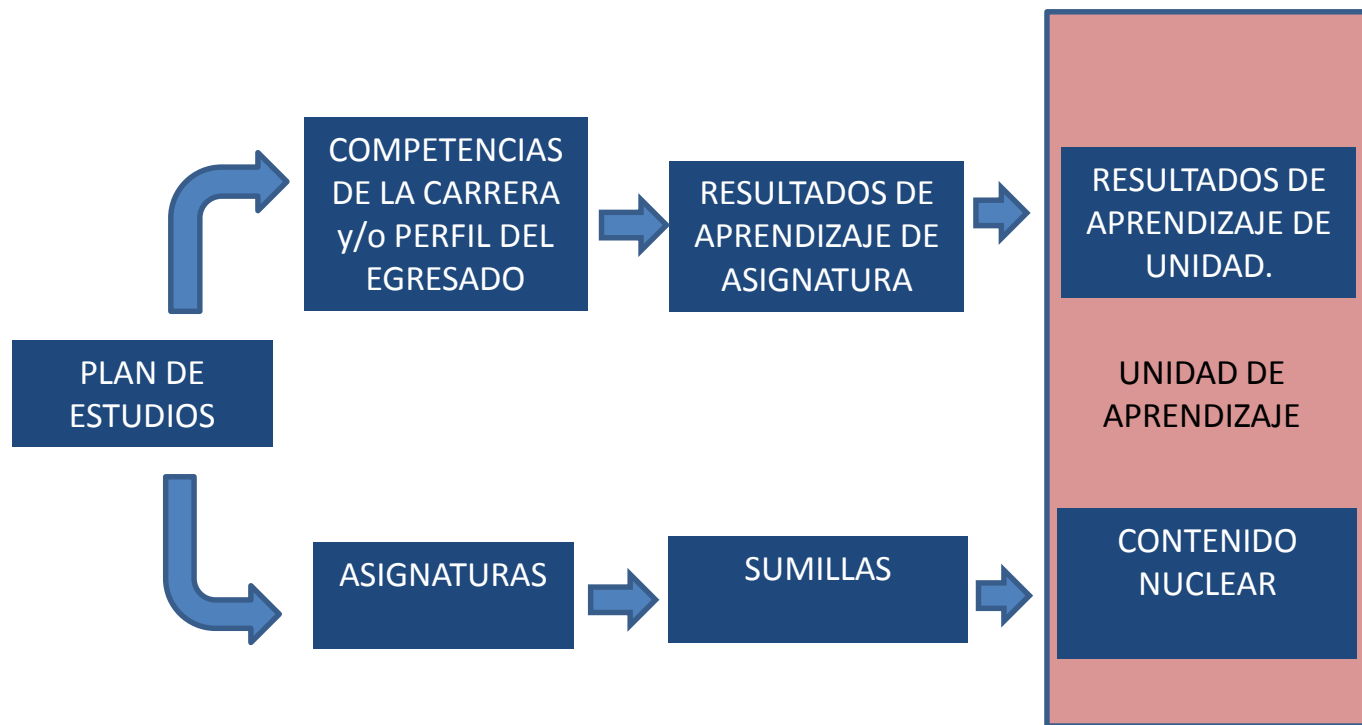 COMPETENCIAS
DE LA CARRERA
y/o PERFIL DEL
EGRESADO
RESULTADOS DE
APRENDIZAJE DE
ASIGNATURA
RESULTADOS DE
APRENDIZAJE DE
UNIDAD.
PLAN DE
ESTUDIOS
UNIDAD DE
APRENDIZAJE
ASIGNATURAS
SUMILLAS
CONTENIDO
NUCLEAR